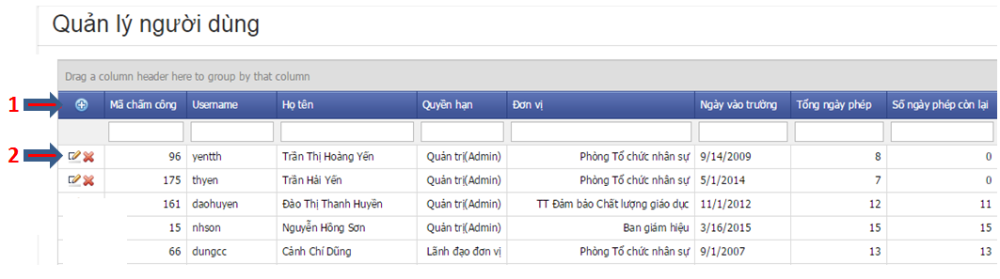 Quản lý người dùng
Drag a column header here to group by that column
1 Mã chấm công Username Họ tên Quyền hạn Đơn vị Ngày vào trường Tổng ngày phép Số ngày phép còn lại
2 96 yentth Trần Thị Hoàng Yến Quản trị(Admin) Phòng Tổ chức nhân sự 9/14/2009 8 0
175 thyen Trần Hải Yến Quản trị(Admin) Phòng Tổ chức nhân sự 5/1/2014 7 0
161 daohuyen Đào Thị Thanh Huyền Quản trị(Admin) TT Đảm bảo Chất lượng giáo dục 11/1/2012 12 11
15 nhson Nguyễn Hồng Sơn Quản trị(Admin) Ban giám hiệu 3/16/2015 15 15
66 dungcc Cảnh Chí Dũng Lãnh đạo đơn vị Phòng Tổ chức nhân sự 9/1/2007 13 13